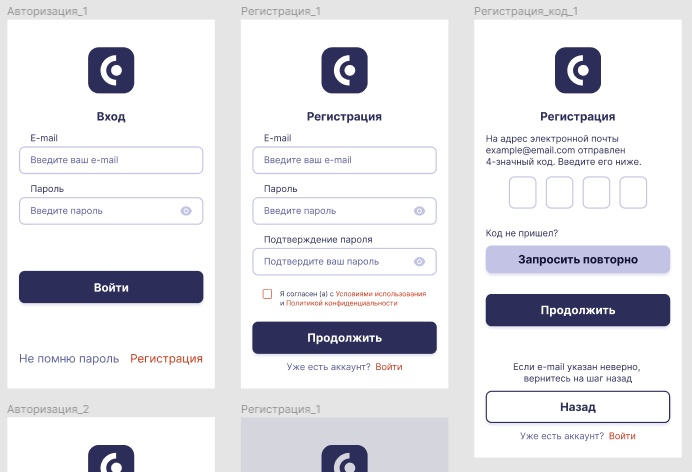 Авторизация_1
Вход
E-mail
Введите ваш e-mail
Пароль
Введите пароль
Войти
Не помню пароль Регистрация
Регистрация_1
Регистрация
E-mail
Введите ваш e-mail
Пароль
Введите пароль
Подтверждение пароля
Подтвердите ваш пароль
Я согласен (а) с Условиями использования
и Политикой конфиденциальности
Продолжить
Уже есть аккаунт? Войти
Регистрация_код_1
Регистрация
На адрес электронной почты
example@email.com отправлен
4-значный код. Введите его ниже.
Код не пришел?
Запросить повторно
Продолжить
Если e-mail указан неверно,
вернитесь на шаг назад
Назад
Уже есть аккаунт? Войти
Авторизация_2
Регистрация_1